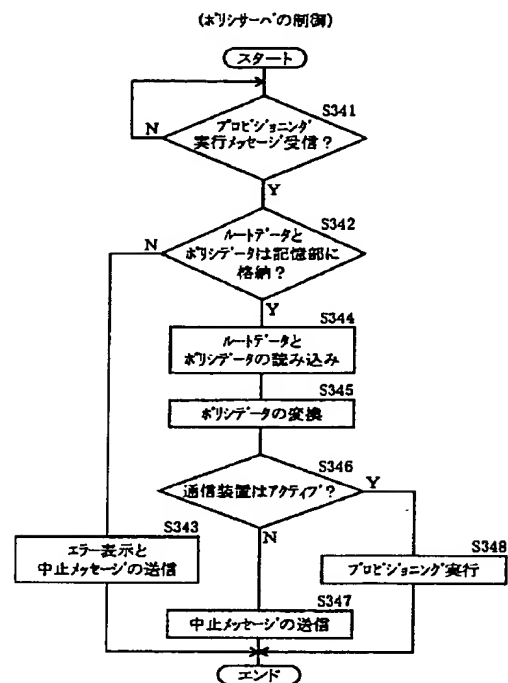 (ポリシサーバの制御)
スタート
S341
プロビジョニング
実行メッセージ受信?
N
Y
S342
ルートデータと
ポリシデータは記憶部に
格納?
N
Y
S344
ルートデータと
ポリシデータの読み込み
S345
ポリシデータの変換
S346
通信装置はアクティブ?
Y
N
S343
エラー表示と
中止メッセージの送信
S348
プロビジョニング実行
S347
中止メッセージの送信
エンド